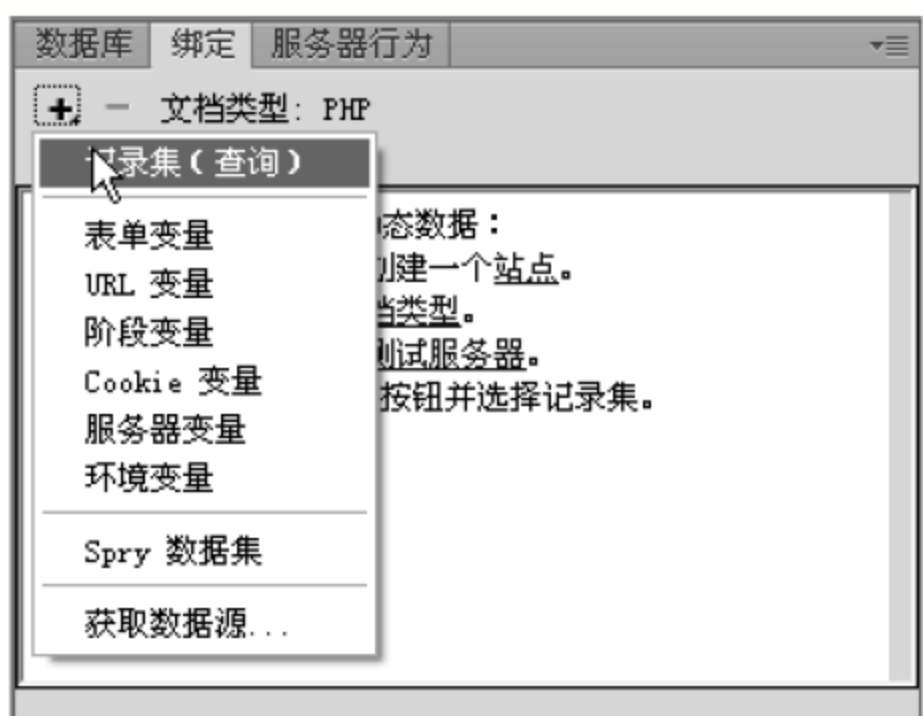 数据库 绑定 服务器行为
文档类型: PHP
记录集(查询)
表单变量
URL 变量
阶段变量
Cookie 变量
服务器变量
环境变量
Spry 数据集
获取数据源...
态数据：
创建一个站点。
档类型。
测试服务器。
按钮并选择记录集。